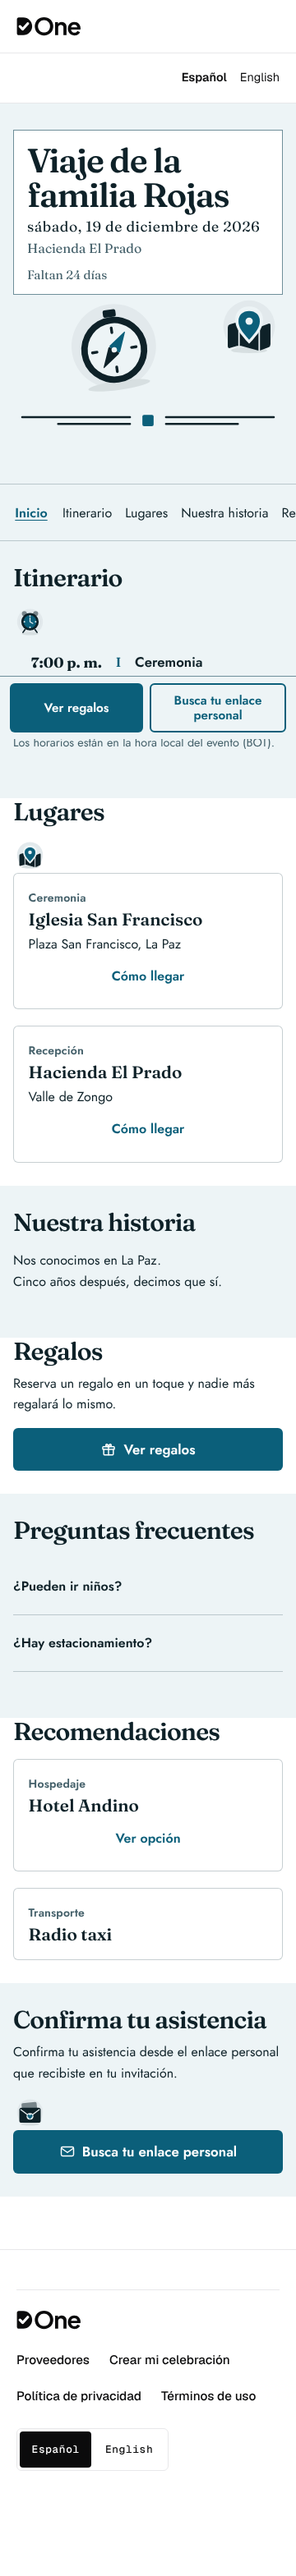 One
Español English
Viaje de la
familia Rojas
sábado, 19 de diciembre de 2026
Hacienda El Prado
Faltan 24 días
Inicio Itinerario Lugares Nuestra historia Re
Itinerario
7:00 p. m. I Ceremonia
Ver regalos
Busca tu enlace
personal
Los horarios están en la hora local del evento (BOT).
Lugares
Ceremonia
Iglesia San Francisco
Plaza San Francisco, La Paz
Cómo llegar
Recepción
Hacienda El Prado
Valle de Zongo
Cómo llegar
Nuestra historia
Nos conocimos en La Paz.
Cinco años después, decimos que sí.
Regalos
Reserva un regalo en un toque y nadie más
regalará lo mismo.
Ver regalos
Preguntas frecuentes
¿Pueden ir niños?
¿Hay estacionamiento?
Recomendaciones
Hospedaje
Hotel Andino
Ver opción
Transporte
Radio taxi
Confirma tu asistencia
Confirma tu asistencia desde el enlace personal
que recibiste en tu invitación.
Busca tu enlace personal
One
Proveedores Crear mi celebración
Política de privacidad Términos de uso
Español English